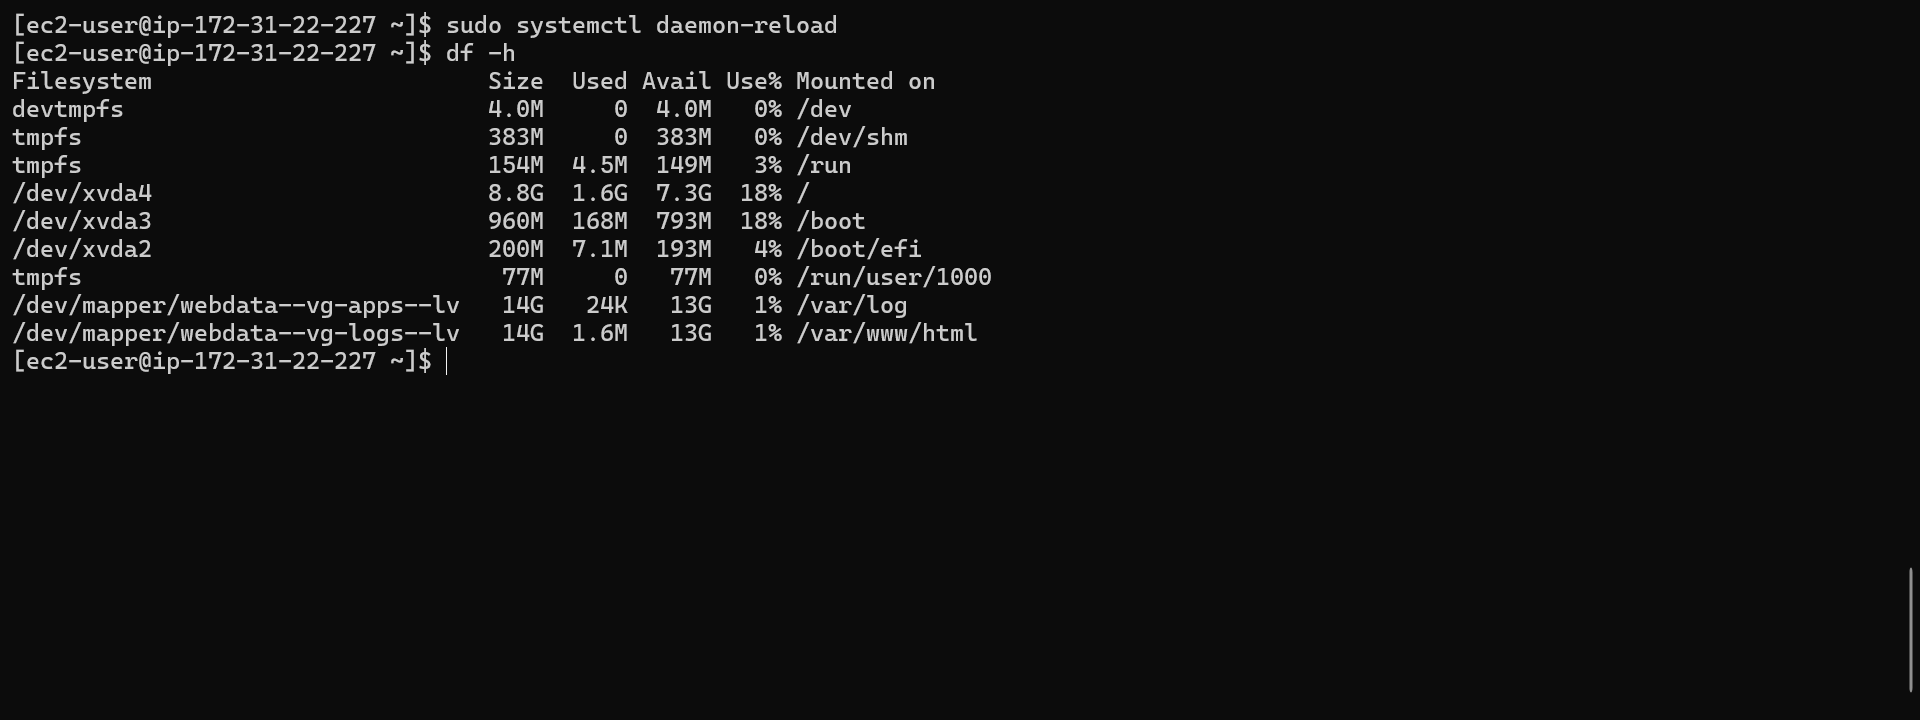 [ec2-user@ip-172-31-22-227 ~]$ sudo systemctl daemon-reload
[ec2-user@ip-172-31-22-227 ~]$ df -h
Filesystem                        Size  Used Avail Use% Mounted on
devtmpfs                          4.0M     0  4.0M   0% /dev
tmpfs                             383M     0  383M   0% /dev/shm
tmpfs                             154M  4.5M  149M   3% /run
/dev/xvda4                        8.8G  1.6G  7.3G  18% /
/dev/xvda3                        960M  168M  793M  18% /boot
/dev/xvda2                        200M  7.1M  193M   4% /boot/efi
tmpfs                              77M     0   77M   0% /run/user/1000
/dev/mapper/webdata--vg-apps--lv   14G   24K   13G   1% /var/log
/dev/mapper/webdata--vg-logs--lv   14G  1.6M   13G   1% /var/www/html
[ec2-user@ip-172-31-22-227 ~]$